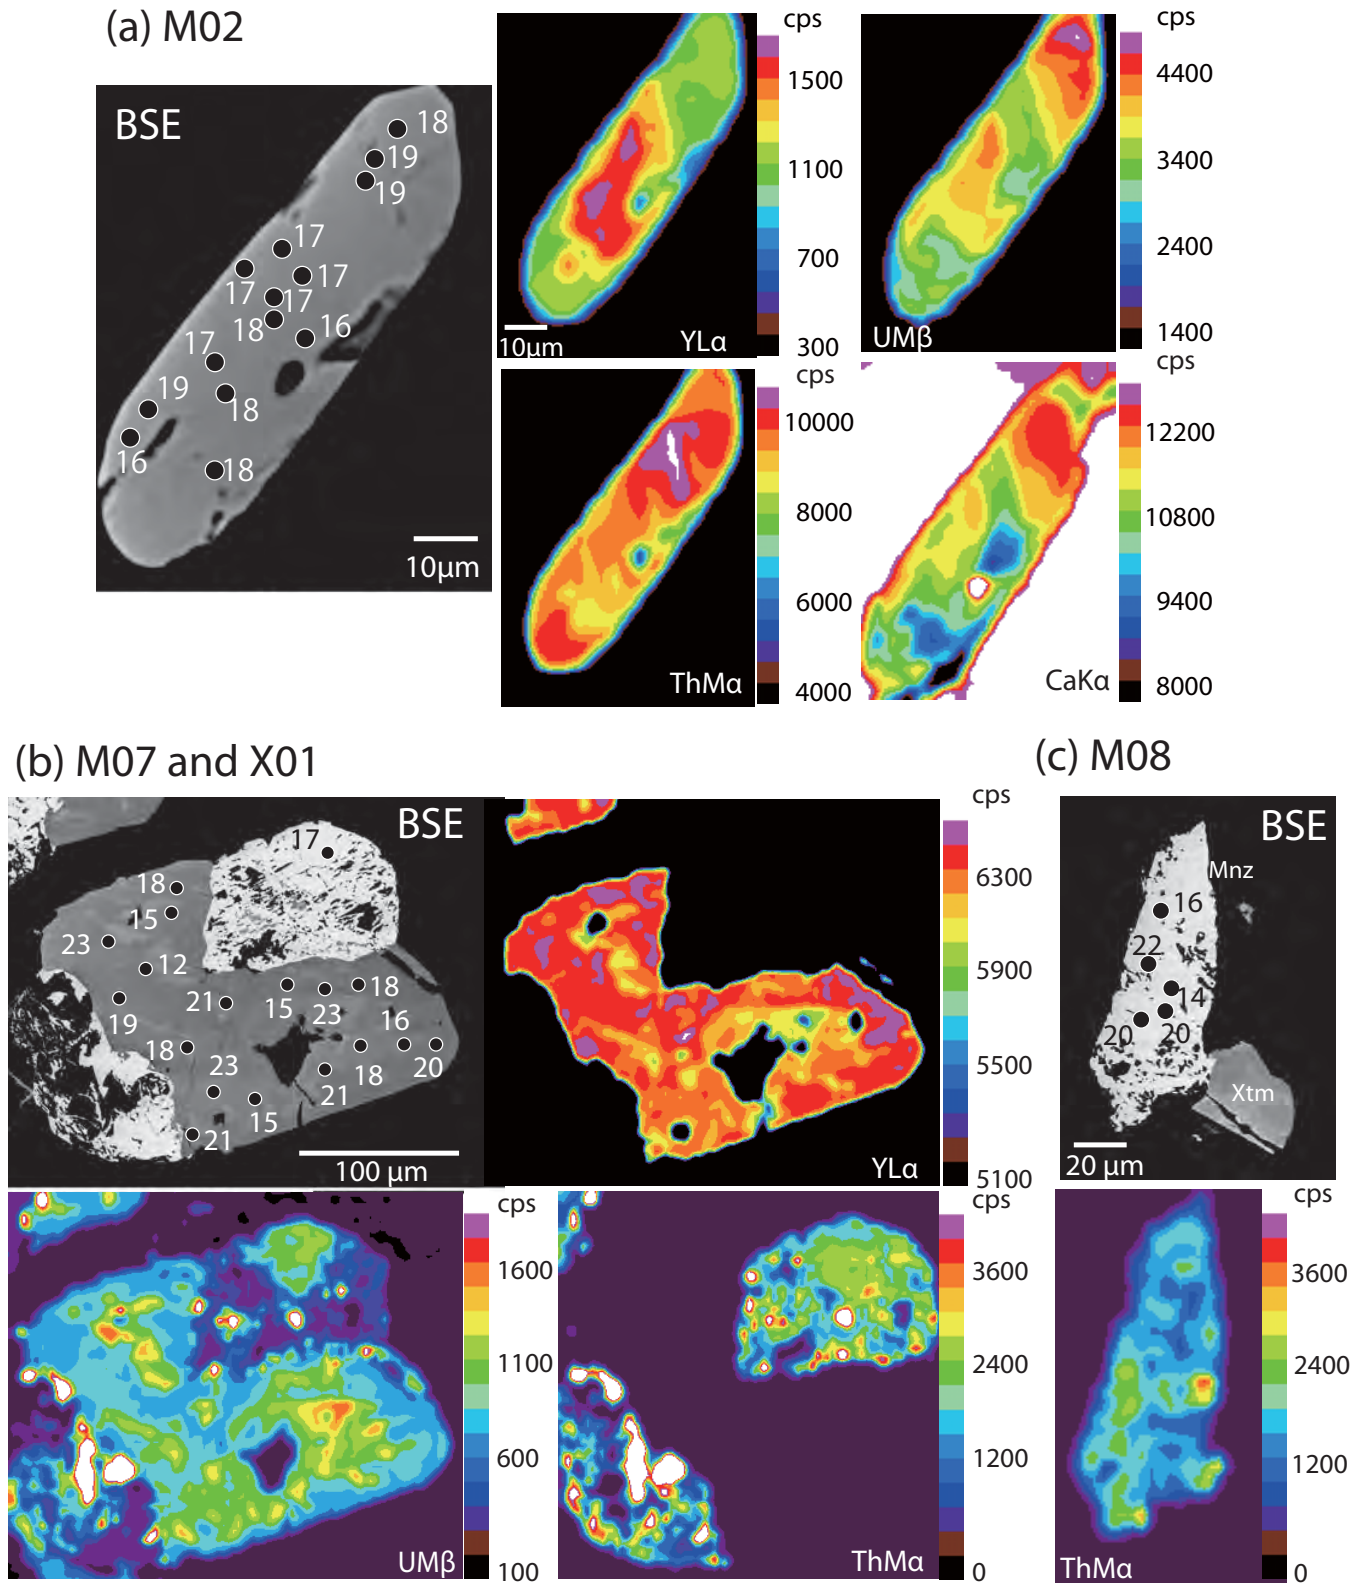 (a) M02
BSE
18
19
19
17
17
17
17
18
16
17
18
19
16
18
10µm
cps
1500
1100
700
300
10µm
YLα
cps
4400
3400
2400
1400
UMβ
cps
10000
8000
6000
4000
ThMα
cps
12200
10800
9400
8000
CaKα
(b) M07 and X01
BSE
17
18
15
23
12
19
21
15
23
18
18
16
20
23
18
21
15
21
100 µm
cps
6300
5900
5500
5100
YLα
cps
1600
1100
600
100
UMβ
cps
3600
2400
1200
0
ThMα
(c) M08
BSE
Mnz
16
22
14
20
20
Xtm
20 µm
cps
3600
2400
1200
0
ThMα